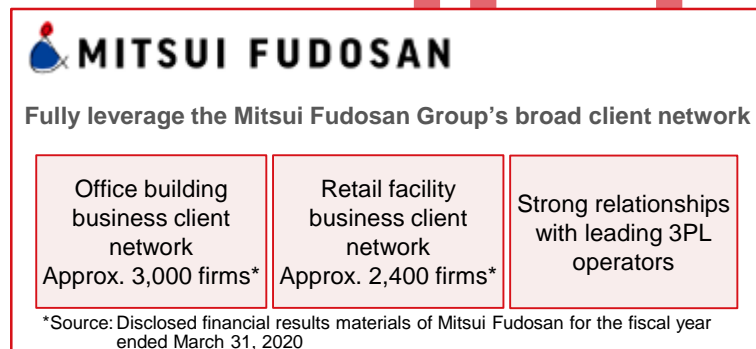 MITSUI FUDOSAN
Fully leverage the Mitsui Fudosan Group’s broad client network
Office building
business client
network
Approx. 3,000 firms*
Retail facility
business client
network
Approx. 2,400 firms*
Strong relationships
with leading 3PL
operators
*Source: Disclosed financial results materials of Mitsui Fudosan for the fiscal year
ended March 31, 2020